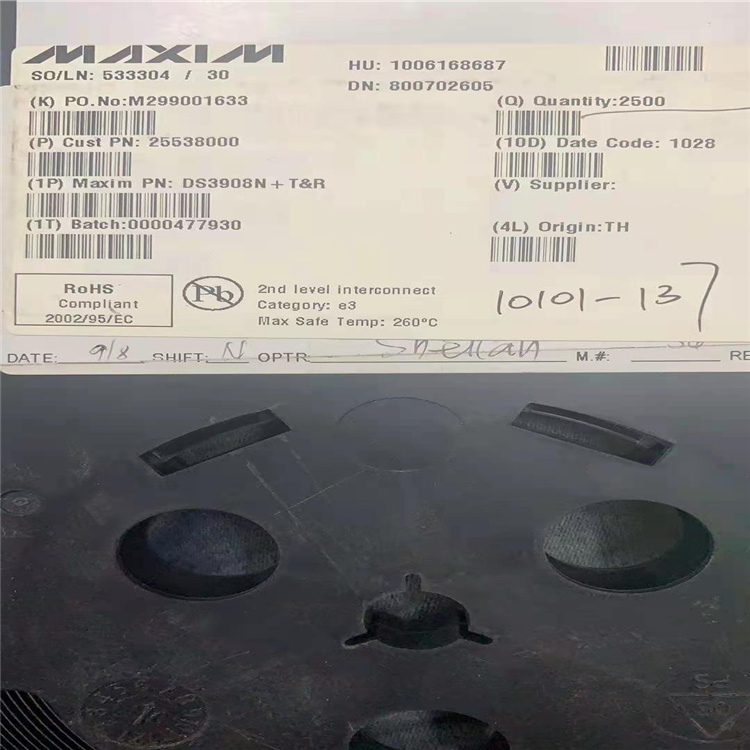 MAXIM
SO/LN: 533304 / 30
HU: 1006168687
DN: 800702605
(K) PO.No:M299001633
(Q) Quantity:2500
(P) Cust PN: 25538000
(10D) Date Code: 1028
(1P) Maxim PN: DS3908N+T&R
(V) Supplier:
(1T) Batch:0000477930
(4L) Origin:TH
RoHS
Compliant
2002/95/EC
Pb
2nd level interconnect
Category: e3
Max Safe Temp: 260ºC
10101-137
DATE: 9/8 SHIFT: N OPTR: M.#: RE